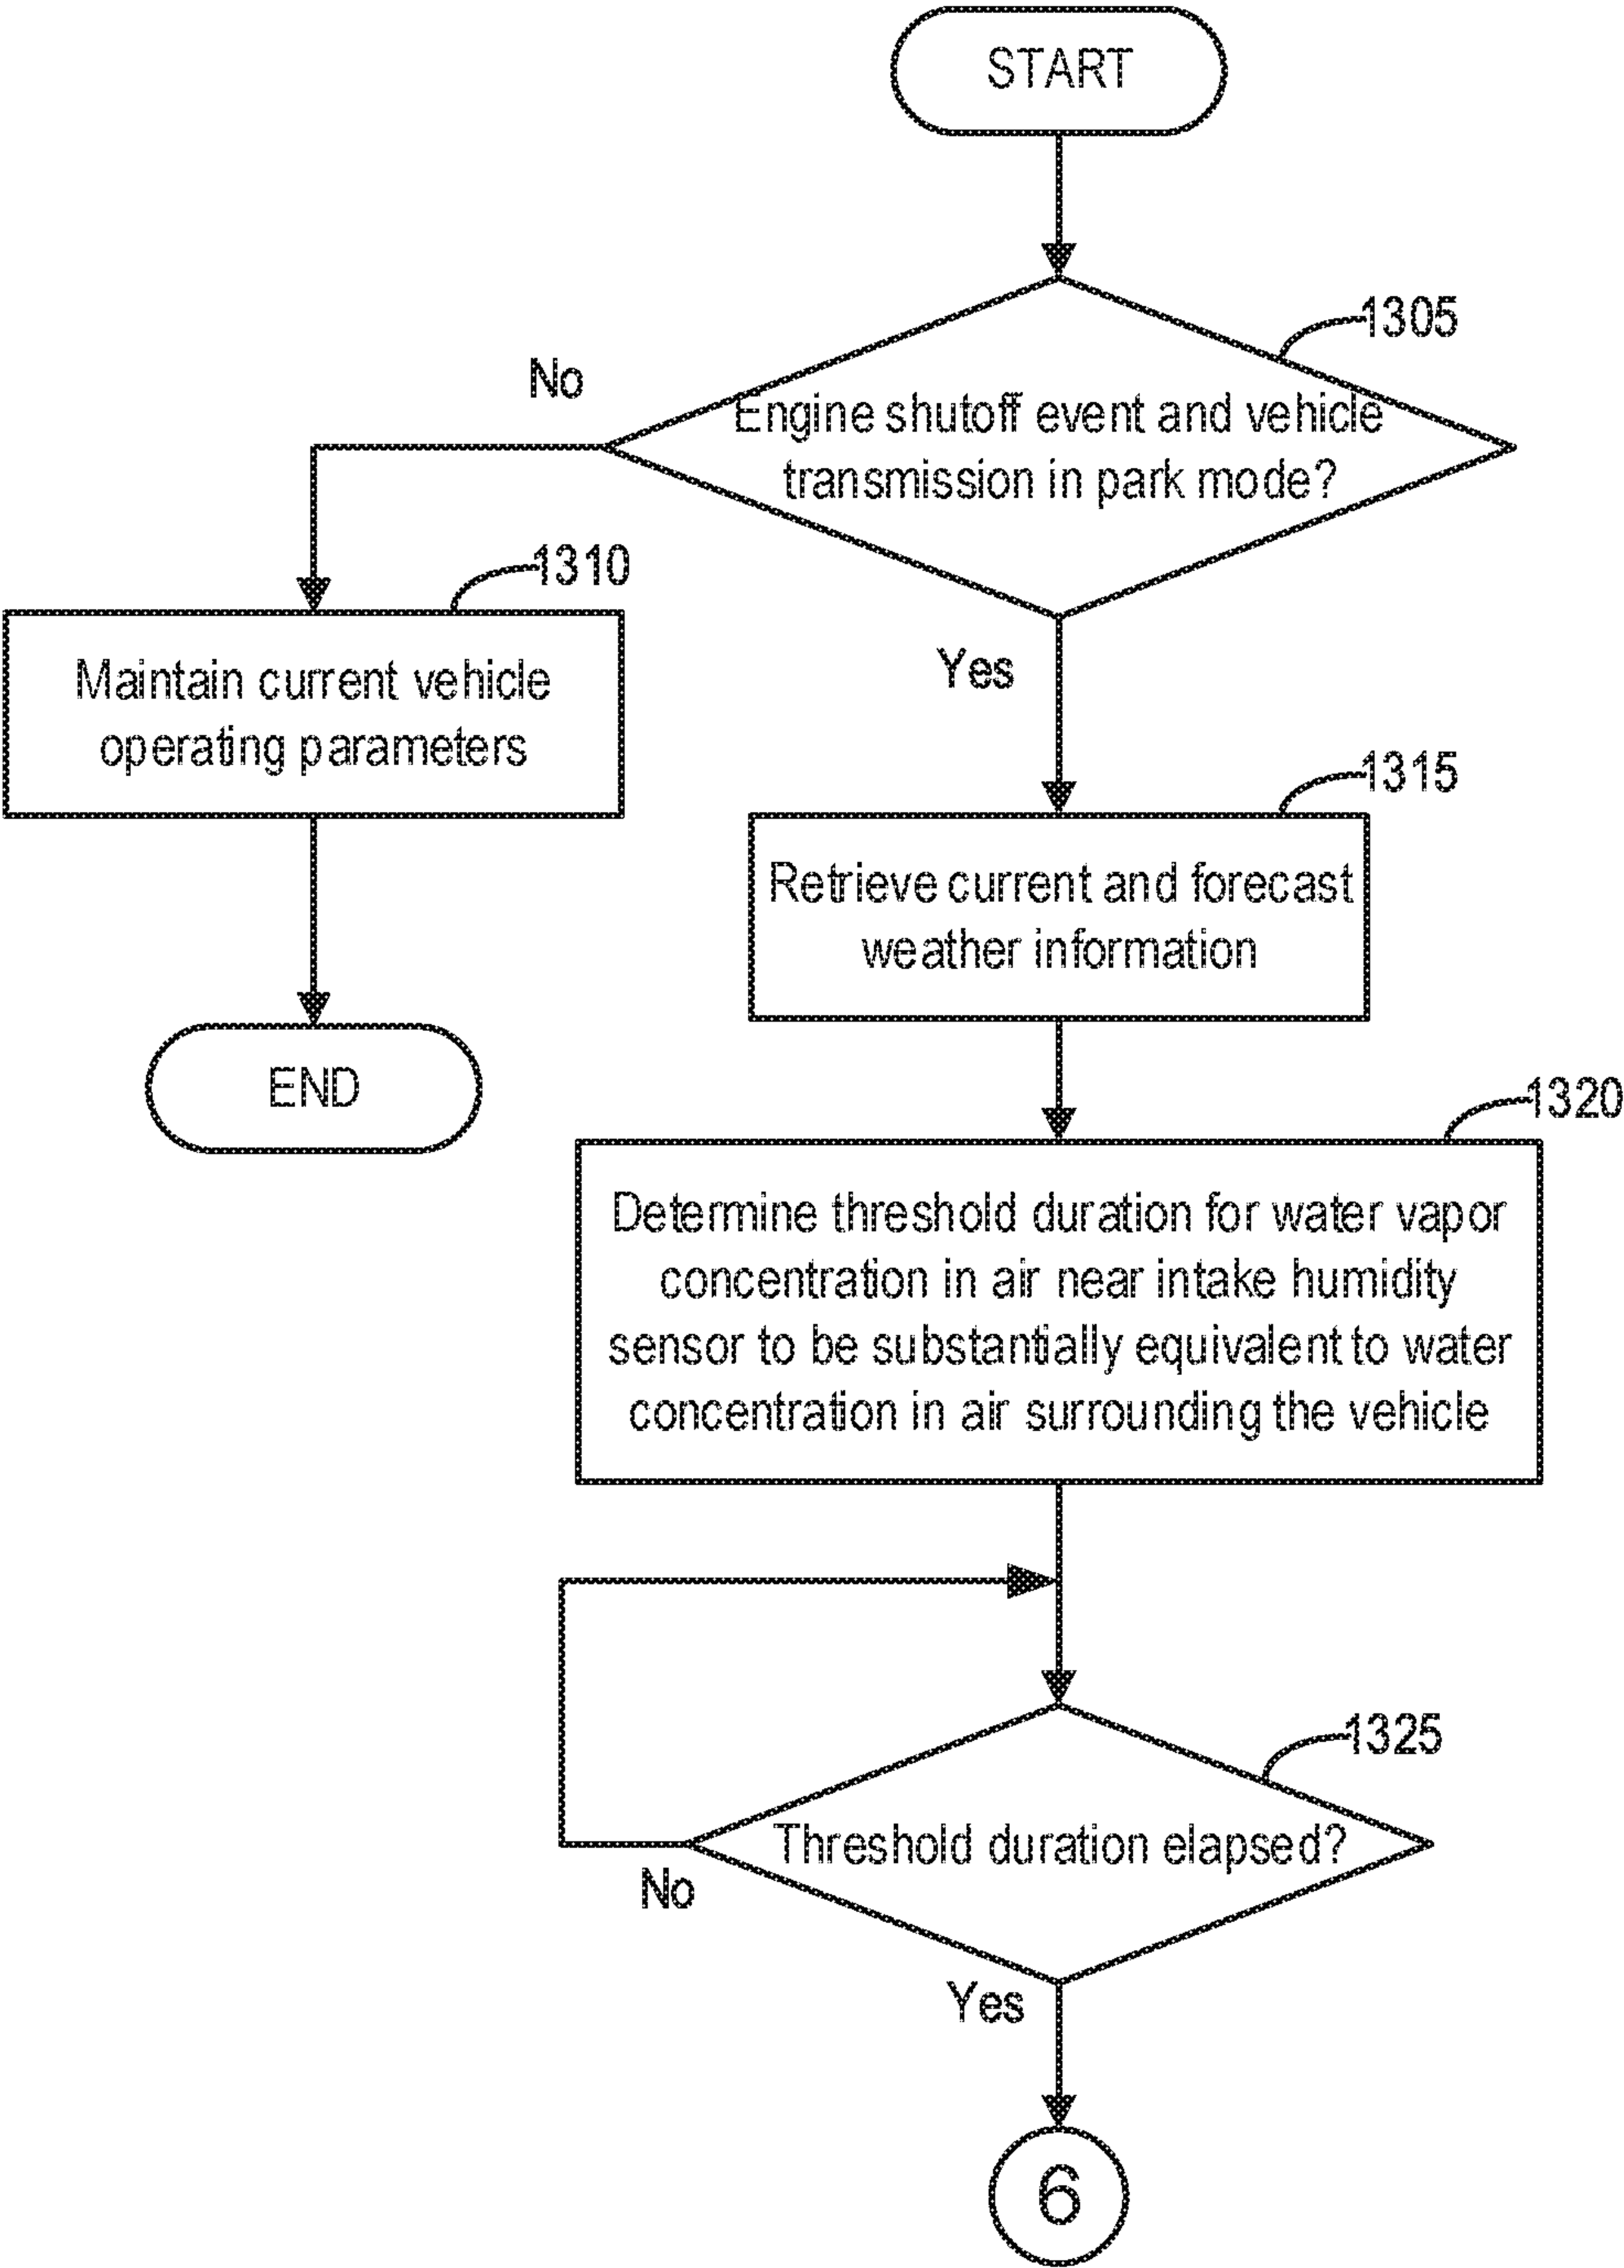 START
1305
No
Engine shutoff event and vehicle
transmission in park mode?
1310
Maintain current vehicle
operating parameters
Yes
1315
Retrieve current and forecast
weather information
END
1320
Determine threshold duration for water vapor
concentration in air near intake humidity
sensor to be substantially equivalent to water
concentration in air surrounding the vehicle
1325
Threshold duration elapsed?
No
Yes
6